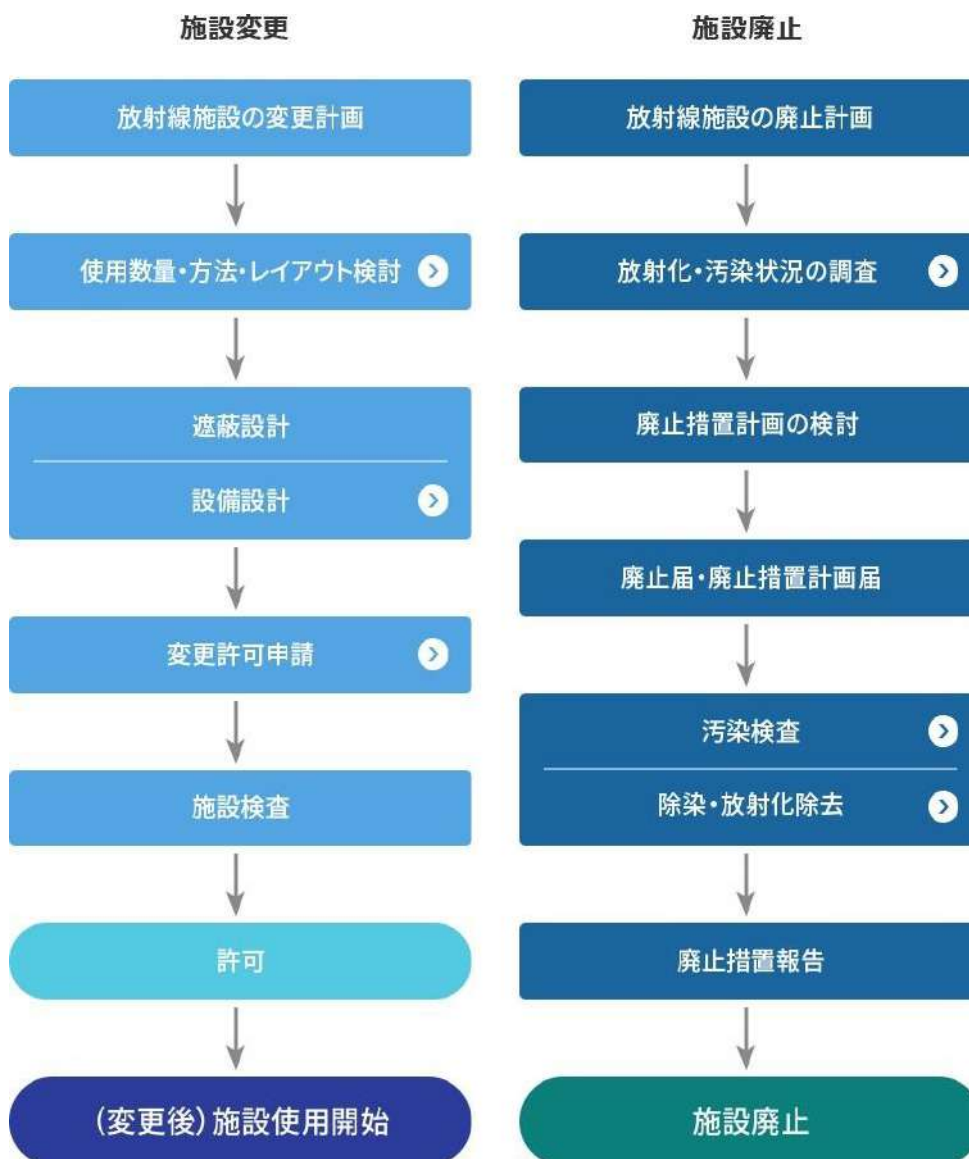 施設変更
放射線施設の変更計画
使用数量・方法・レイアウト検討
遮蔽設計
設備設計
変更許可申請
施設検査
許可
(変更後)施設使用開始
施設廃止
放射線施設の廃止計画
放射化・汚染状況の調査
廃止措置計画の検討
廃止届・廃止措置計画届
汚染検査
除染・放射化除去
廃止措置報告
施設廃止